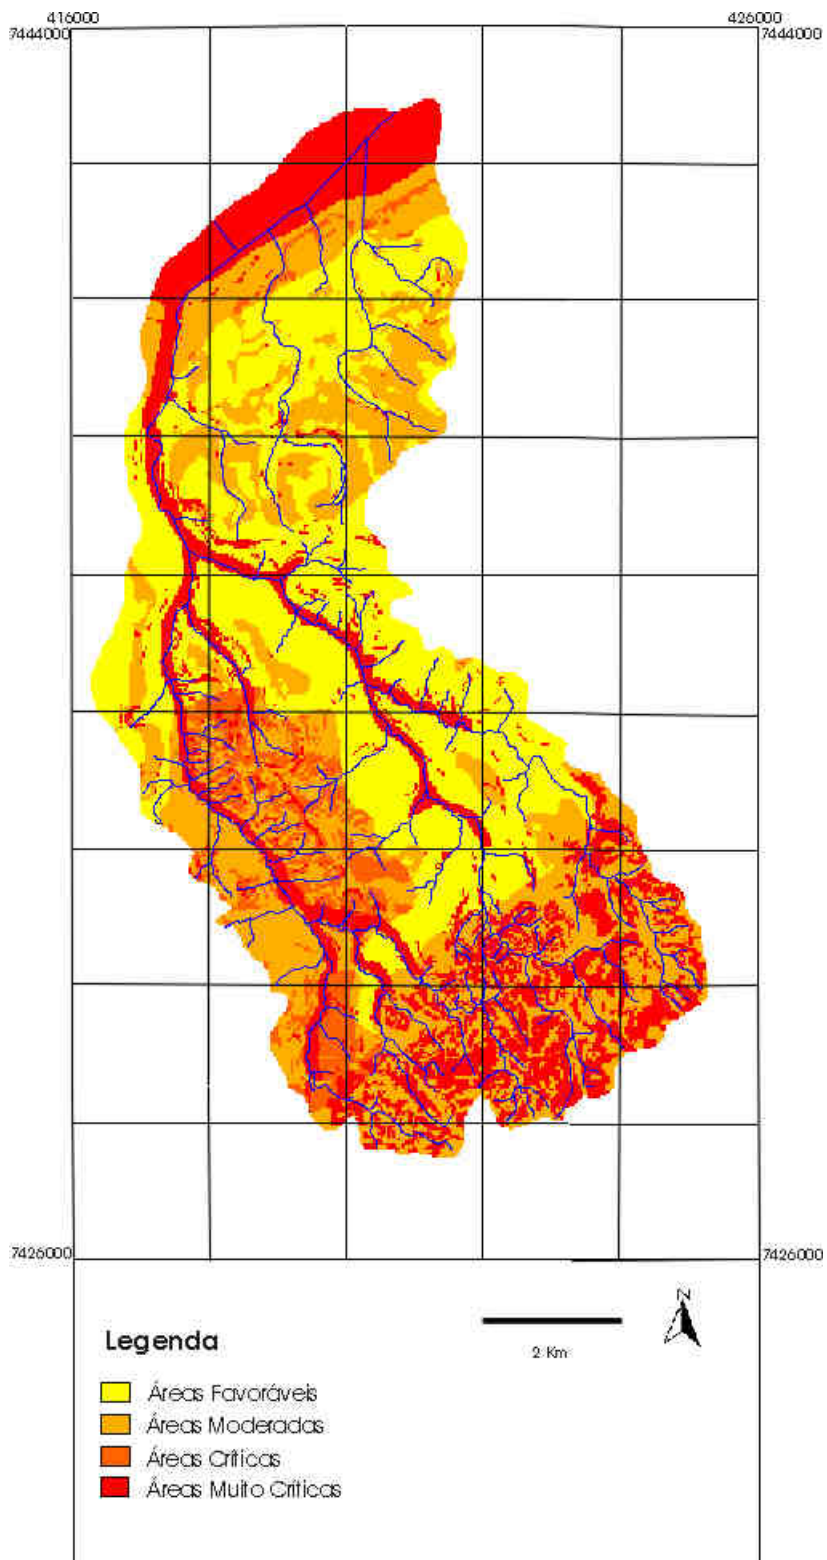 416000 426000
7444000 7444000
7426000 7426000
N
Legenda
2 Km
Áreas Favoráveis
Áreas Moderadas
Áreas Críticas
Áreas Muito Críticas